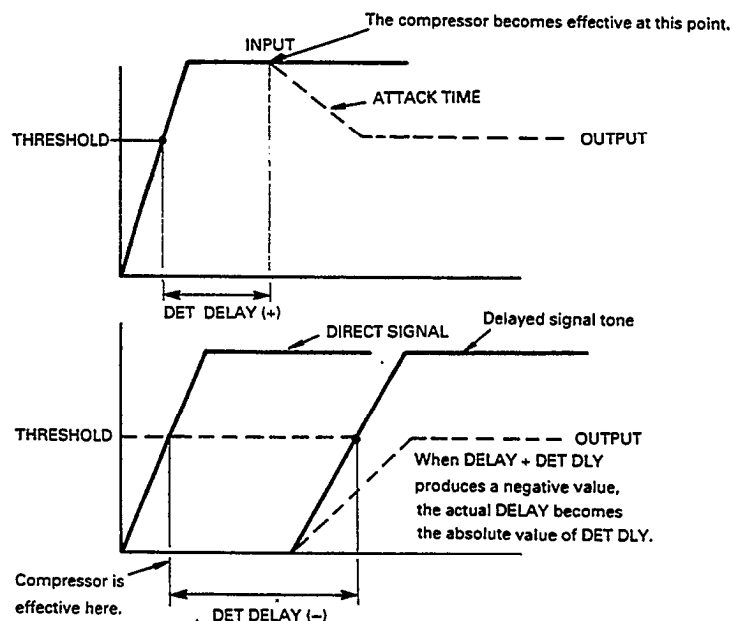 The compressor becomes effective at this point.
INPUT
ATTACK TIME
THRESHOLD
OUTPUT
DET DELAY (+)
DIRECT SIGNAL
Delayed signal tone
THRESHOLD
OUTPUT
When DELAY + DET DLY
produces a negative value,
the actual DELAY becomes
the absolute value of DET DLY.
Compressor is
effective here.
DET DELAY (−)